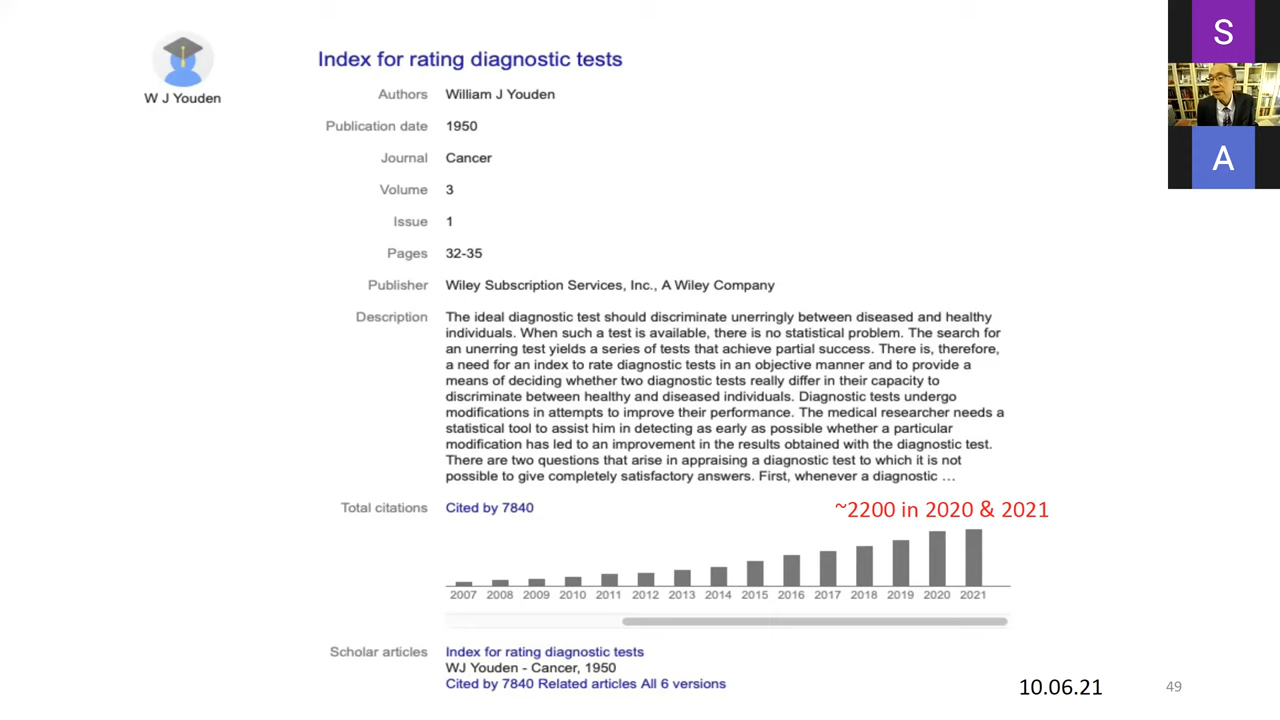 Index for rating diagnostic tests
W J Youden
Authors William J Youden
Publication date 1950
Journal Cancer
Volume 3
Issue 1
Pages 32-35
Publisher Wiley Subscription Services, Inc., A Wiley Company
Description The ideal diagnostic test should discriminate unerringly between diseased and healthy
individuals. When such a test is available, there is no statistical problem. The search for
an unerring test yields a series of tests that achieve partial success. There is, therefore,
a need for an index to rate diagnostic tests in an objective manner and to provide a
means of deciding whether two diagnostic tests really differ in their capacity to
discriminate between healthy and diseased individuals. Diagnostic tests undergo
modifications in attempts to improve their performance. The medical researcher needs a
statistical tool to assist him in detecting as early as possible whether a particular
modification has led to an improvement in the results obtained with the diagnostic test.
There are two questions that arise in appraising a diagnostic test to which it is not
possible to give completely satisfactory answers. First, whenever a diagnostic …
Total citations Cited by 7840
~2200 in 2020 & 2021
2007 2008 2009 2010 2011 2012 2013 2014 2015 2016 2017 2018 2019 2020 2021
Scholar articles Index for rating diagnostic tests
WJ Youden - Cancer, 1950
Cited by 7840 Related articles All 6 versions
10.06.21
49
S
A